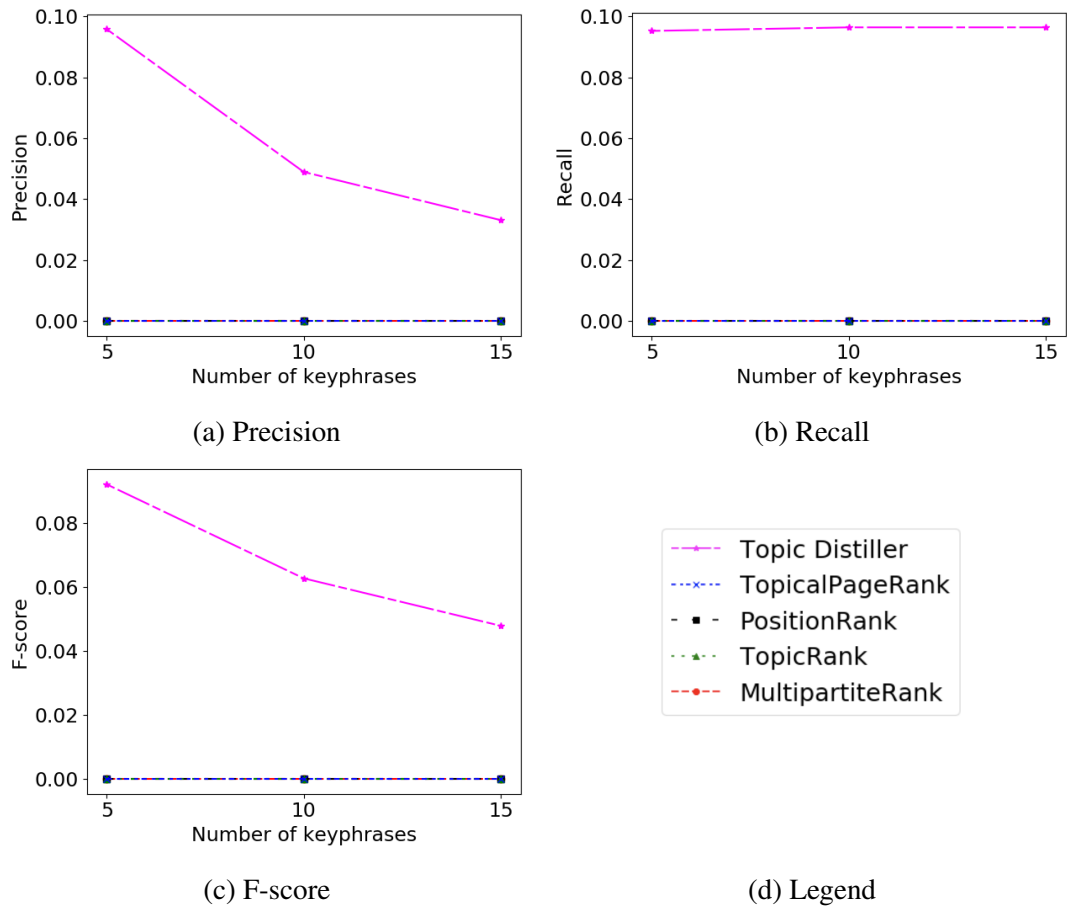 0.10
0.08
0.06
0.04
0.02
0.00
Precision
5
10
15
Number of keyphrases
(a) Precision
0.10
0.08
0.06
0.04
0.02
0.00
Recall
5
10
15
Number of keyphrases
(b) Recall
0.08
0.06
0.04
0.02
0.00
F-score
5
10
15
Number of keyphrases
(c) F-score
Topic Distiller
TopicalPageRank
PositionRank
TopicRank
MultipartiteRank
(d) Legend